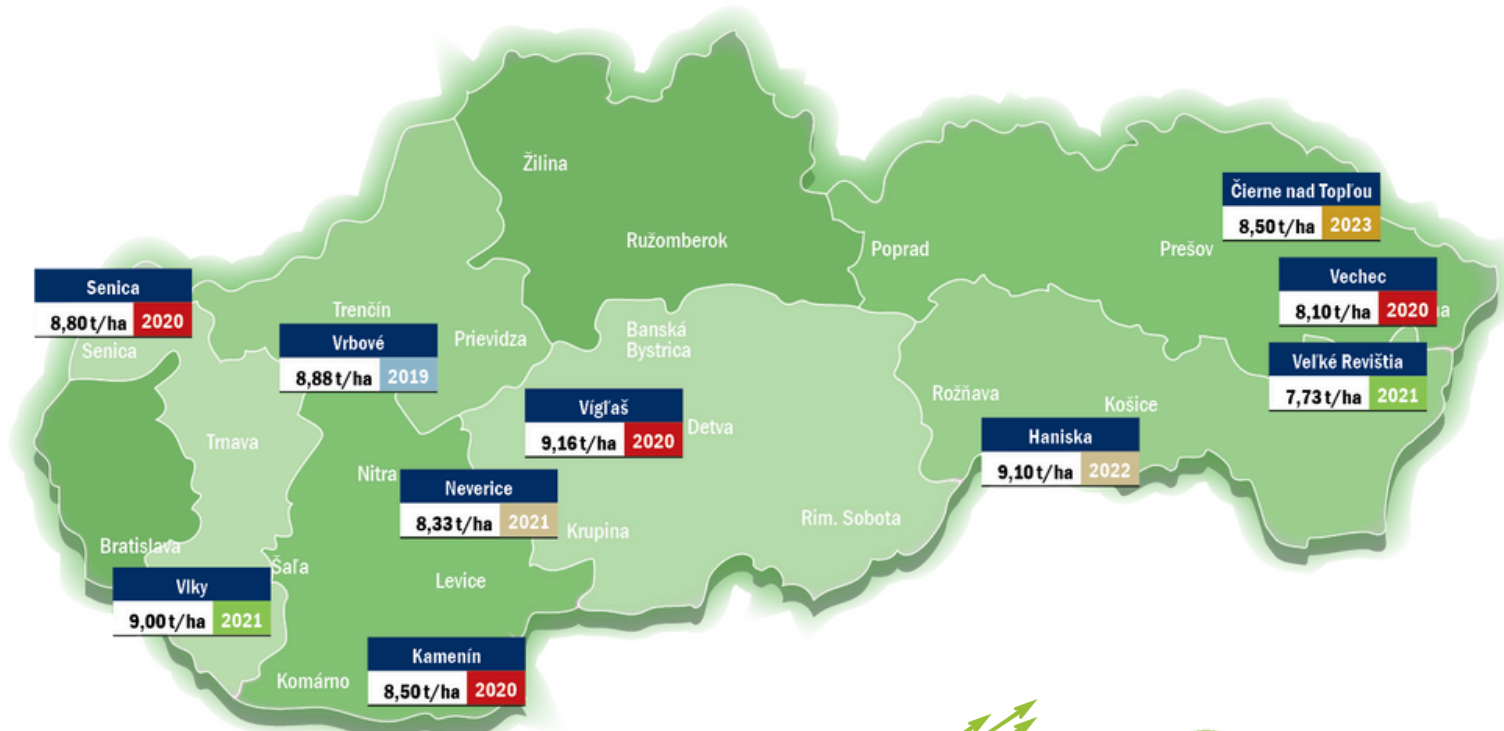 Žilina
Čierne nad Topľou
8,50 t/ha 2023
Ružomberok
Poprad
Prešov
Senica
8,80 t/ha 2020
Senica
Vechec
8,10 t/ha 2020
Trenčín
Vrbové
8,88 t/ha 2019
Prievidza
Banská
Bystrica
Veľké Revištia
7,73 t/ha 2021
Rožňava
Košice
Vígľaš
9,16 t/ha 2020
Detva
Trnava
Haniska
9,10 t/ha 2022
Nitra
Neverice
8,33 t/ha 2021
Krupina
Rim. Sobota
Bratislava
Šaľa
Levice
Vlky
9,00 t/ha 2021
Kamenín
8,50 t/ha 2020
Komárno